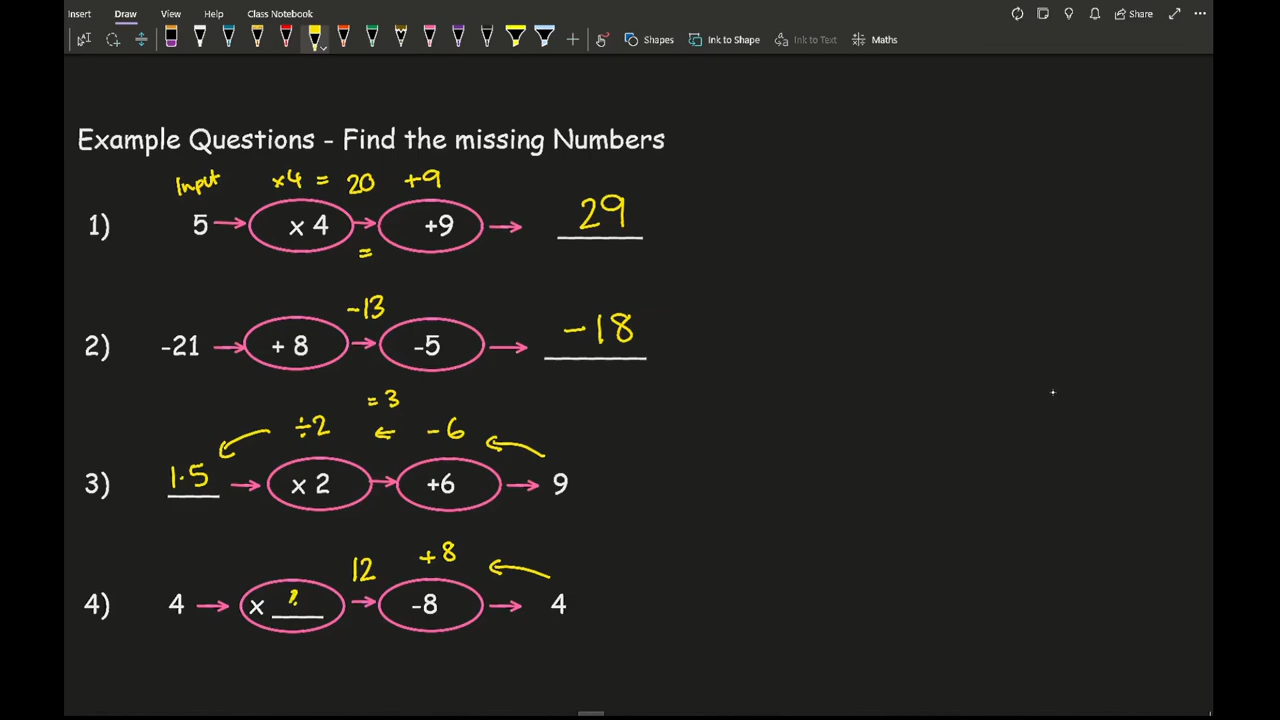 Insert Draw View Help Class Notebook Share
Shapes Ink to Shape Ink to Text Maths
Example Questions - Find the missing Numbers
Input ×4 = 20 +9
1) 5 x 4 +9 29
=
-13
2) -21 + 8 -5 -18
= 3
÷2 -6
3) 1.5 x 2 +6 9
12 +8
4) 4 x ? -8 4